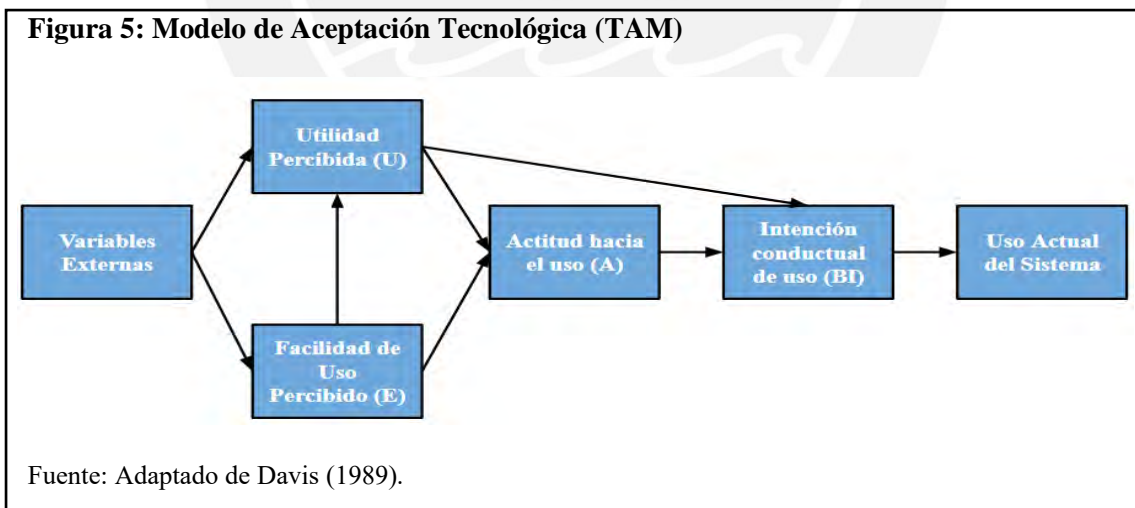 Figura 5: Modelo de Aceptación Tecnológica (TAM)
Utilidad
Percibida (U)
Variables
Externas
Facilidad de
Uso
Percibido (E)
Actitud hacia
el uso (A)
Intención
conductual
de uso (BI)
Uso Actual
del Sistema
Fuente: Adaptado de Davis (1989).